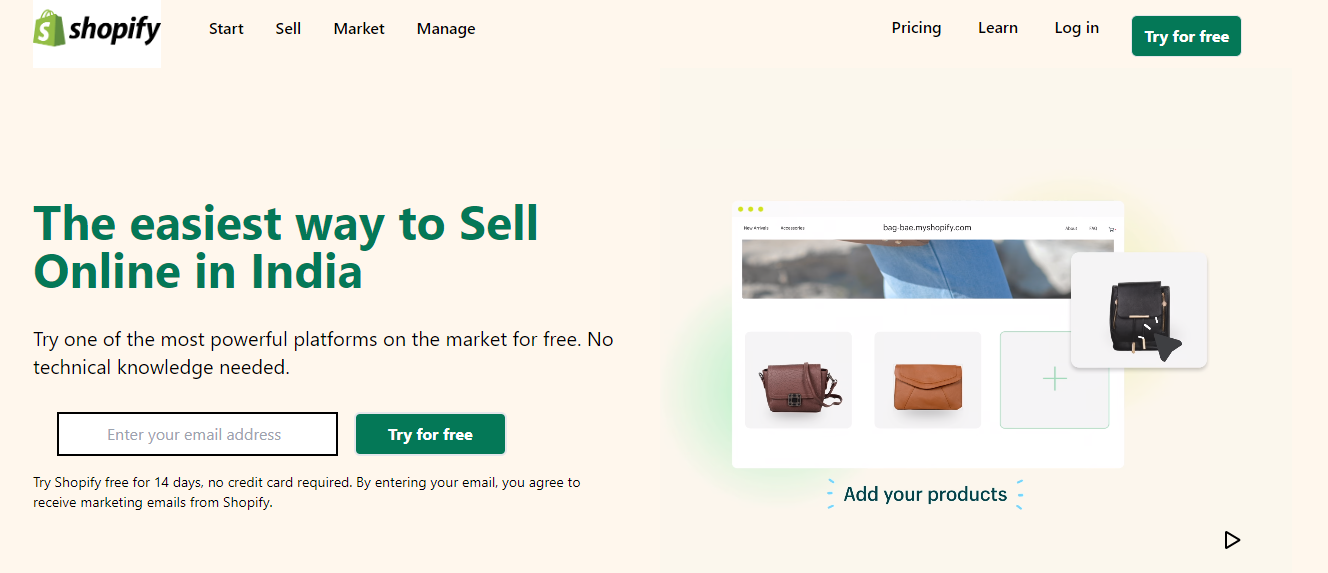 shopify
Start Sell Market Manage
Pricing Learn Log in Try for free
The easiest way to Sell
Online in India
Try one of the most powerful platforms on the market for free. No
technical knowledge needed.
Enter your email address Try for free
Try Shopify free for 14 days, no credit card required. By entering your email, you agree to
receive marketing emails from Shopify.
New Arrivals Accessories bag-bae.myshopify.com About FAQ
Add your products